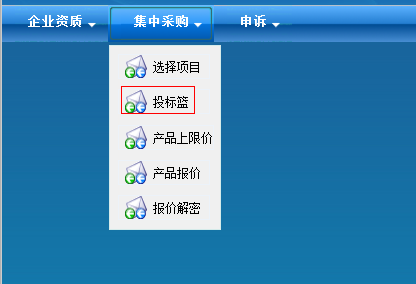 企业资质 集中采购 申诉
选择项目
投标篮
产品上限价
产品报价
报价解密